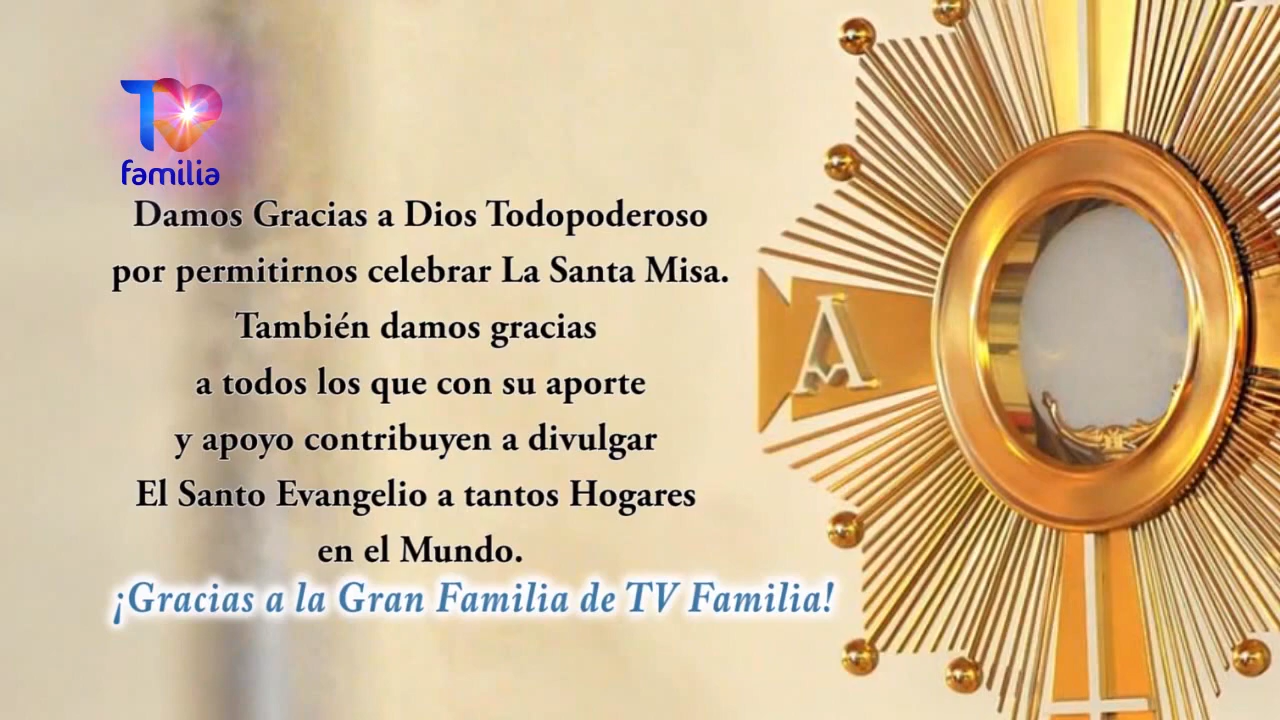 TV
familia
Damos Gracias a Dios Todopoderoso
por permitirnos celebrar La Santa Misa.
También damos gracias
a todos los que con su aporte
y apoyo contribuyen a divulgar
El Santo Evangelio a tantos Hogares
en el Mundo.
¡Gracias a la Gran Familia de TV Familia!
A